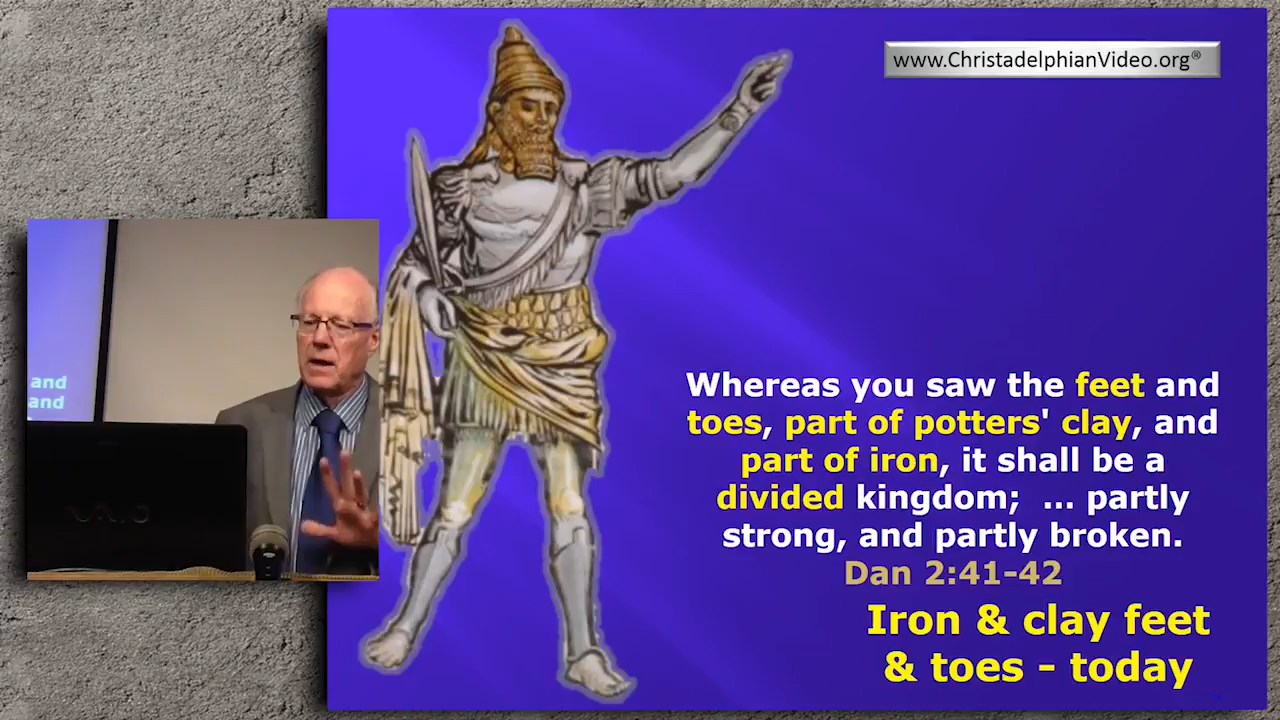 www.ChristadelphianVideo.org®
Whereas you saw the feet and
toes, part of potters' clay, and
part of iron, it shall be a
divided kingdom; ... partly
strong, and partly broken.
Dan 2:41-42
Iron & clay feet
& toes - today
and
and
VAIO